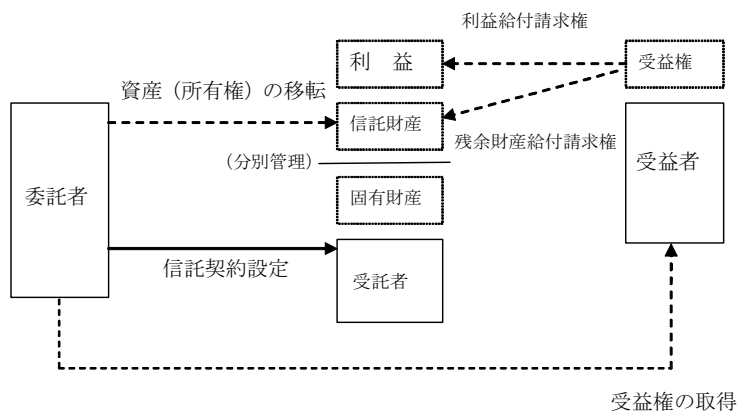 利益給付請求権
利　益
受益権
資産（所有権）の移転
信託財産
残余財産給付請求権
（分別管理）
受益者
委託者
固有財産
信託契約設定
受託者
受益権の取得